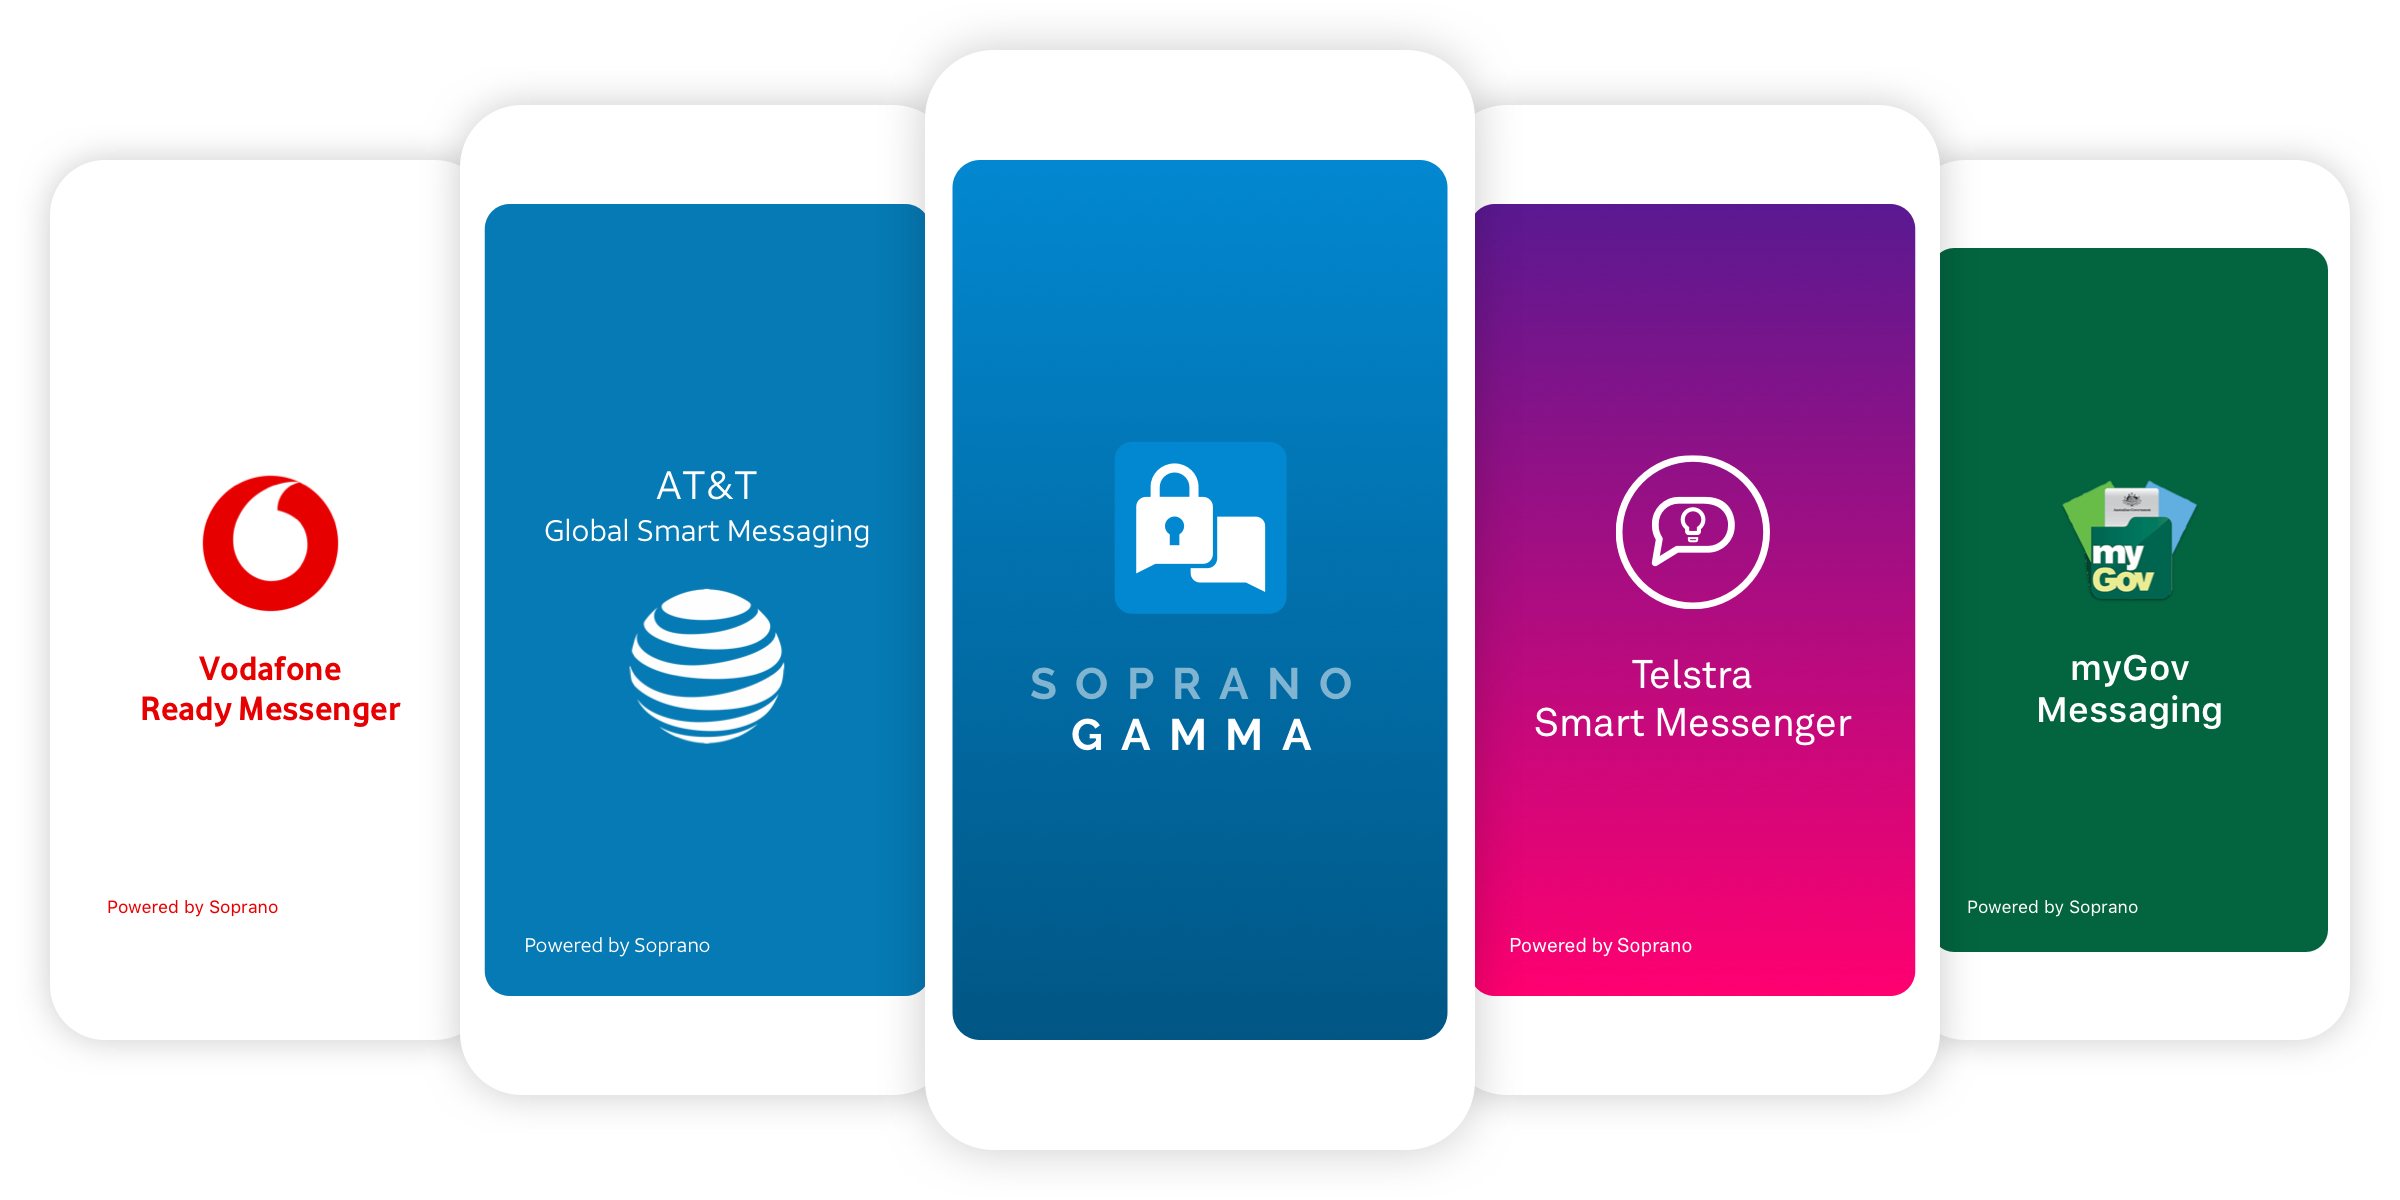 Vodafone
Ready Messenger
Powered by Soprano
AT&T
Global Smart Messaging
Powered by Soprano
SOPRANO
GAMMA
Telstra
Smart Messenger
Powered by Soprano
my
Gov
myGov
Messaging
Powered by Soprano